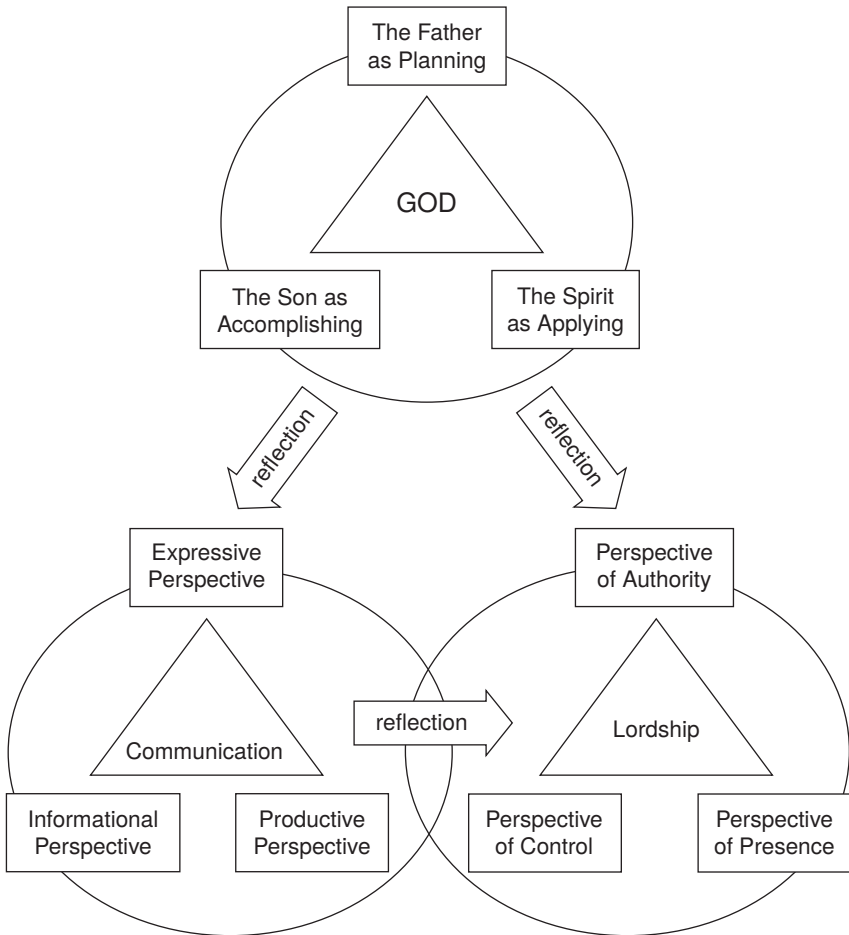 The Father
as Planning
GOD
The Son as
Accomplishing
The Spirit
as Applying
reflection
reflection
Expressive
Perspective
Perspective
of Authority
Communication
reflection
Lordship
Informational
Perspective
Productive
Perspective
Perspective
of Control
Perspective
of Presence